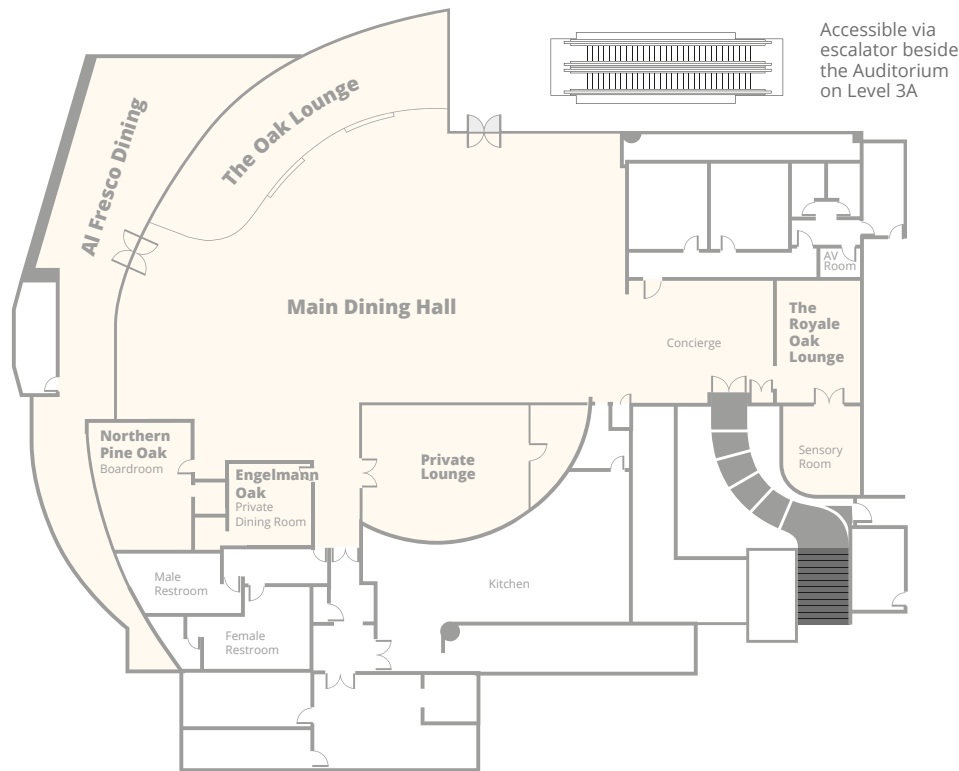 Accessible via
escalator beside
the Auditorium
on Level 3A
The Oak Lounge
Al Fresco Dining
AV
Room
Main Dining Hall
The
Royale
Oak
Lounge
Concierge
Northern
Pine Oak
Boardroom
Engelmann
Oak
Private
Dining Room
Private
Lounge
Sensory
Room
Male
Restroom
Kitchen
Female
Restroom